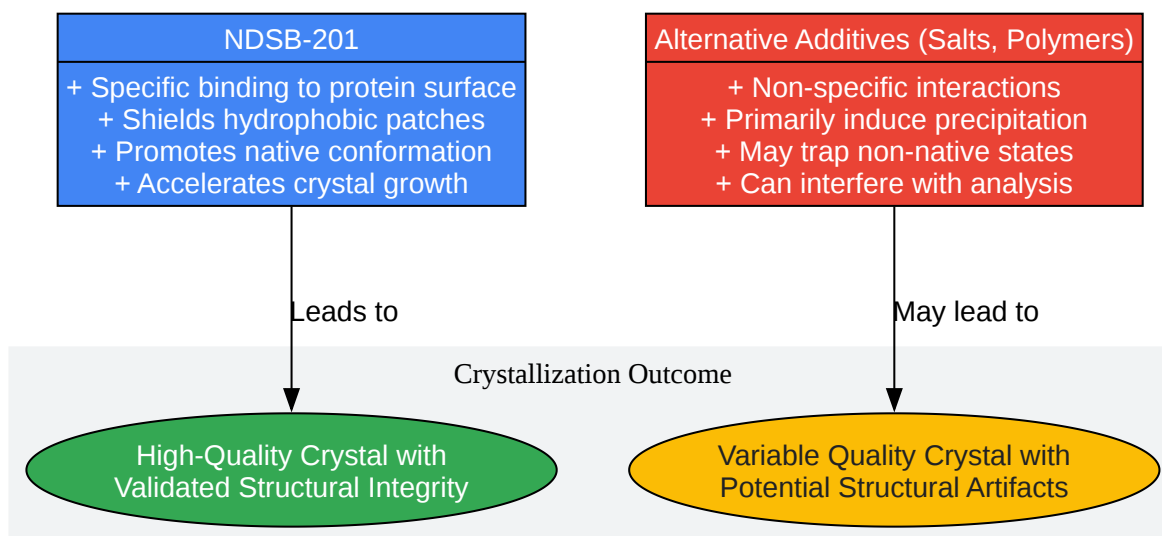 NDSB-201
+ Specific binding to protein surface
+ Shields hydrophobic patches
+ Promotes native conformation
+ Accelerates crystal growth
Alternative Additives (Salts, Polymers)
+ Non-specific interactions
+ Primarily induce precipitation
+ May trap non-native states
+ Can interfere with analysis
Leads to
May lead to
Crystallization Outcome
High-Quality Crystal with
Validated Structural Integrity
Variable Quality Crystal with
Potential Structural Artifacts